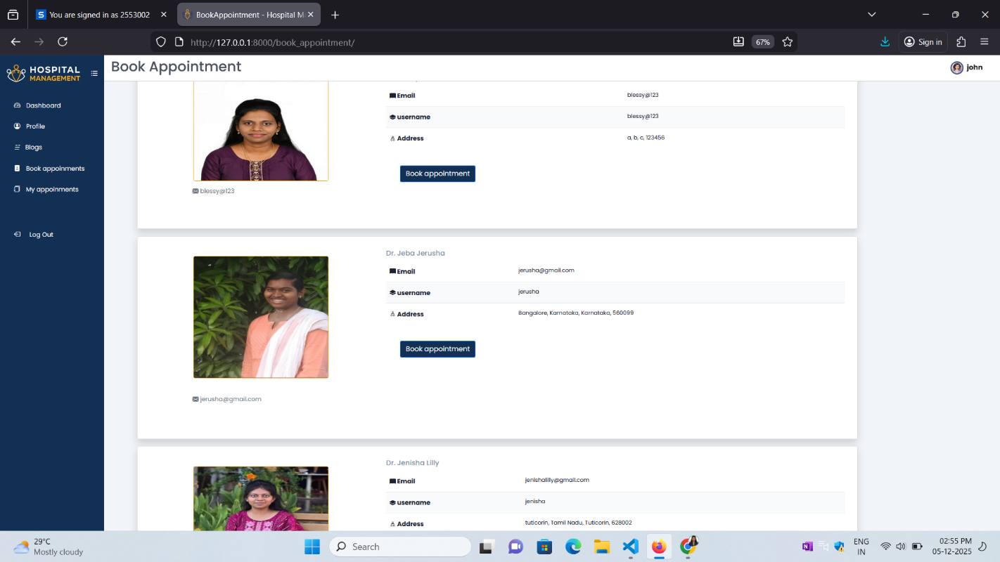 You are signed in as 2553002
BookAppointment - Hospital M
http://127.0.0.1:8000/book_appointment/
67%
Sign in
HOSPITAL
MANAGEMENT
Book Appointment
john
Dashboard
Profile
Blogs
Book appoinments
My appoinments
Log Out
Email blessy@123
username blessy@123
Address a, b, c, 123456
Book appointment
blessy@123
Dr. Jeba Jerusha
Email jerusha@gmail.com
username jerusha
Address Bangalore, Karnataka, Karnataka, 560099
Book appointment
jerusha@gmail.com
Dr. Jenisha Lilly
Email jenishalilly@gmail.com
username jenisha
Address tuticorin, Tamil Nadu, Tuticorin, 628002
29°C
Mostly cloudy
Search
ENG
IN
02:55 PM
05-12-2025